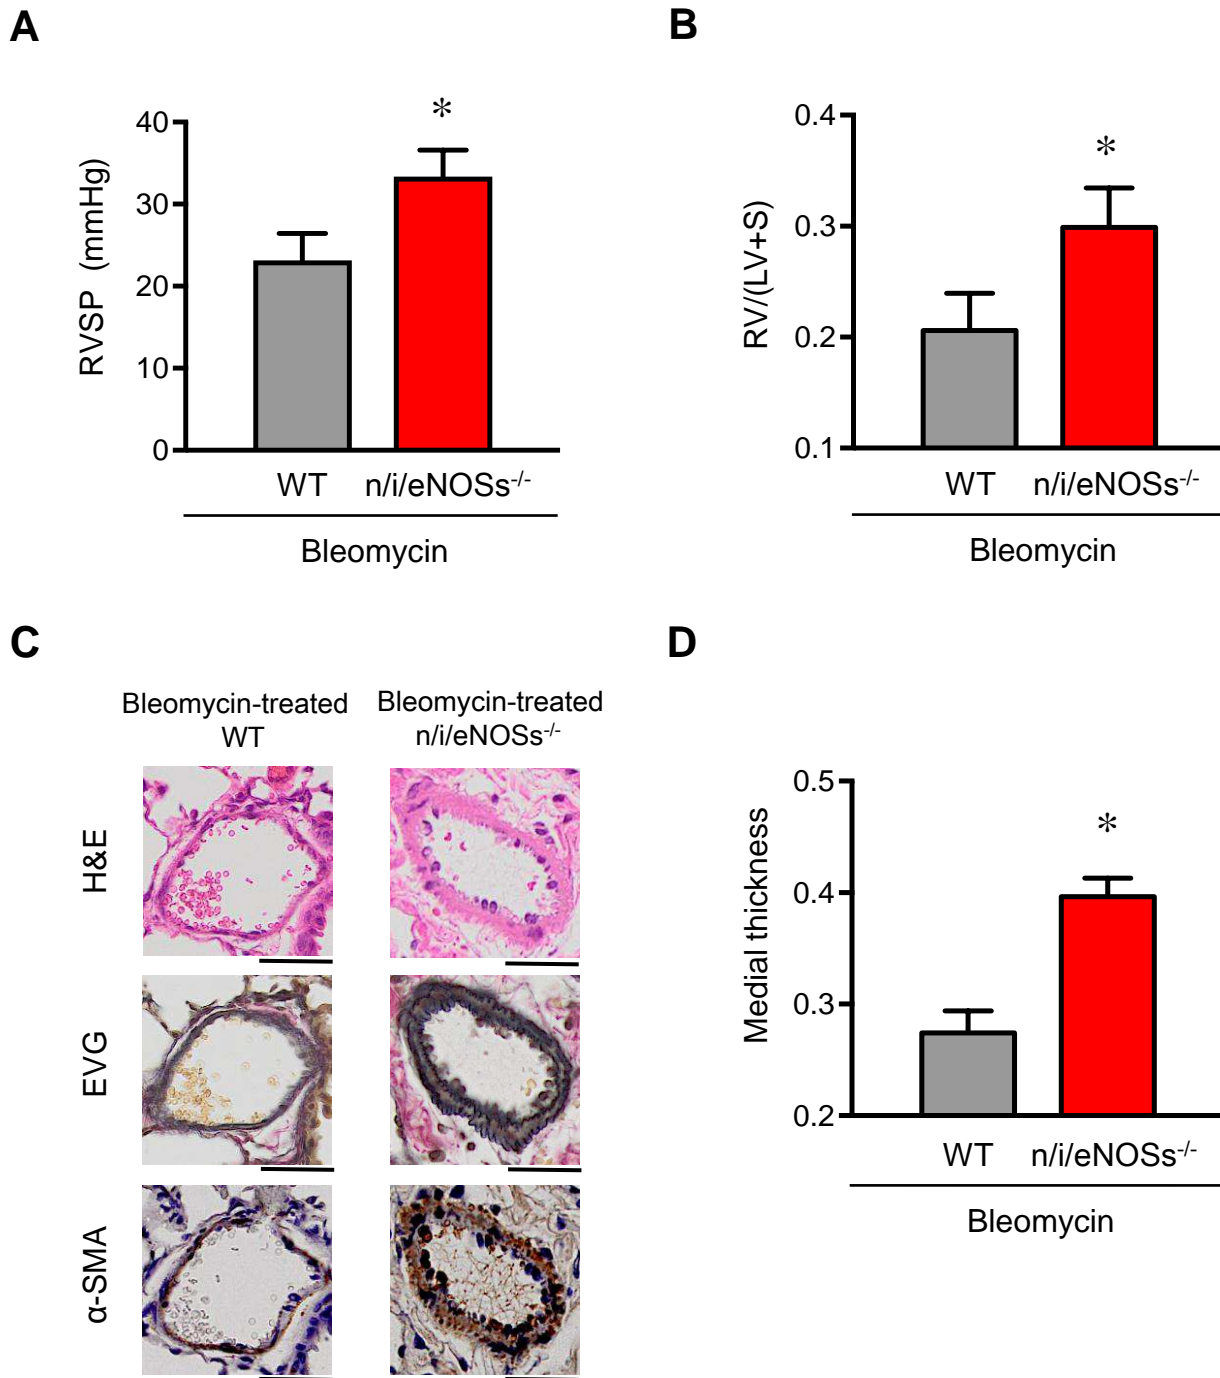 A
RVSP (mmHg)
40
30
20
10
0
*
WT n/i/eNOSs-/-
Bleomycin
B
RV/(LV+S)
0.4
0.3
0.2
0.1
*
WT n/i/eNOSs-/-
Bleomycin
C
Bleomycin-treated
WT
Bleomycin-treated
n/i/eNOSs-/-
H&E
EVG
α-SMA
D
Medial thickness
0.5
0.4
0.3
0.2
*
WT n/i/eNOSs-/-
Bleomycin